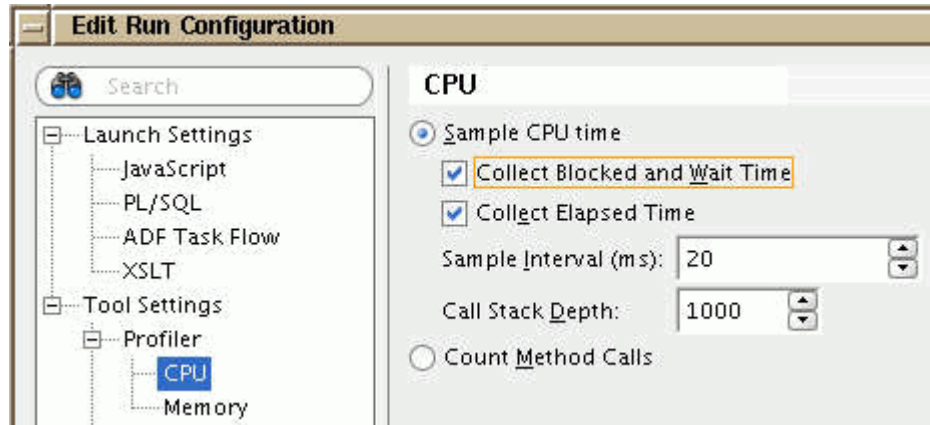 Edit Run Configuration
Search
Launch Settings
JavaScript
PL/SQL
ADF Task Flow
XSLT
Tool Settings
Profiler
CPU
Memory
CPU
Sample CPU time
Collect Blocked and Wait Time
Collect Elapsed Time
Sample Interval (ms): 20
Call Stack Depth: 1000
Count Method Calls